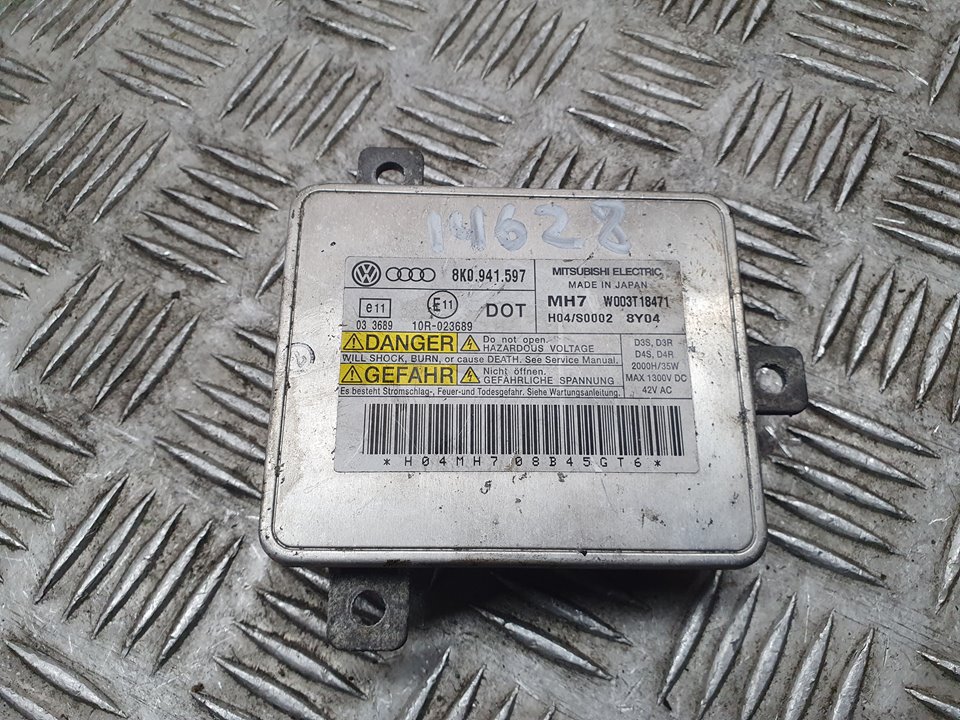 14628
8K0.941.597
MITSUBISHI ELECTRIC
MADE IN JAPAN
e11 E11 DOT
MH7 W003T18471
03 3689 10R-023689
H04/S0002 8Y04
DANGER Do not open.
HAZARDOUS VOLTAGE
WILL SHOCK, BURN, or cause DEATH. See Service Manual.
GEFAHR Nicht öffnen.
GEFÄHRLICHE SPANNUNG
Es besteht Stromschlag-, Feuer-und Todesgefahr. Siehe Wartungsanleitung.
D3S, D3R
D4S, D4R
2000H/35W
MAX 1300V DC
42V AC
*H04MH708B45GT6*